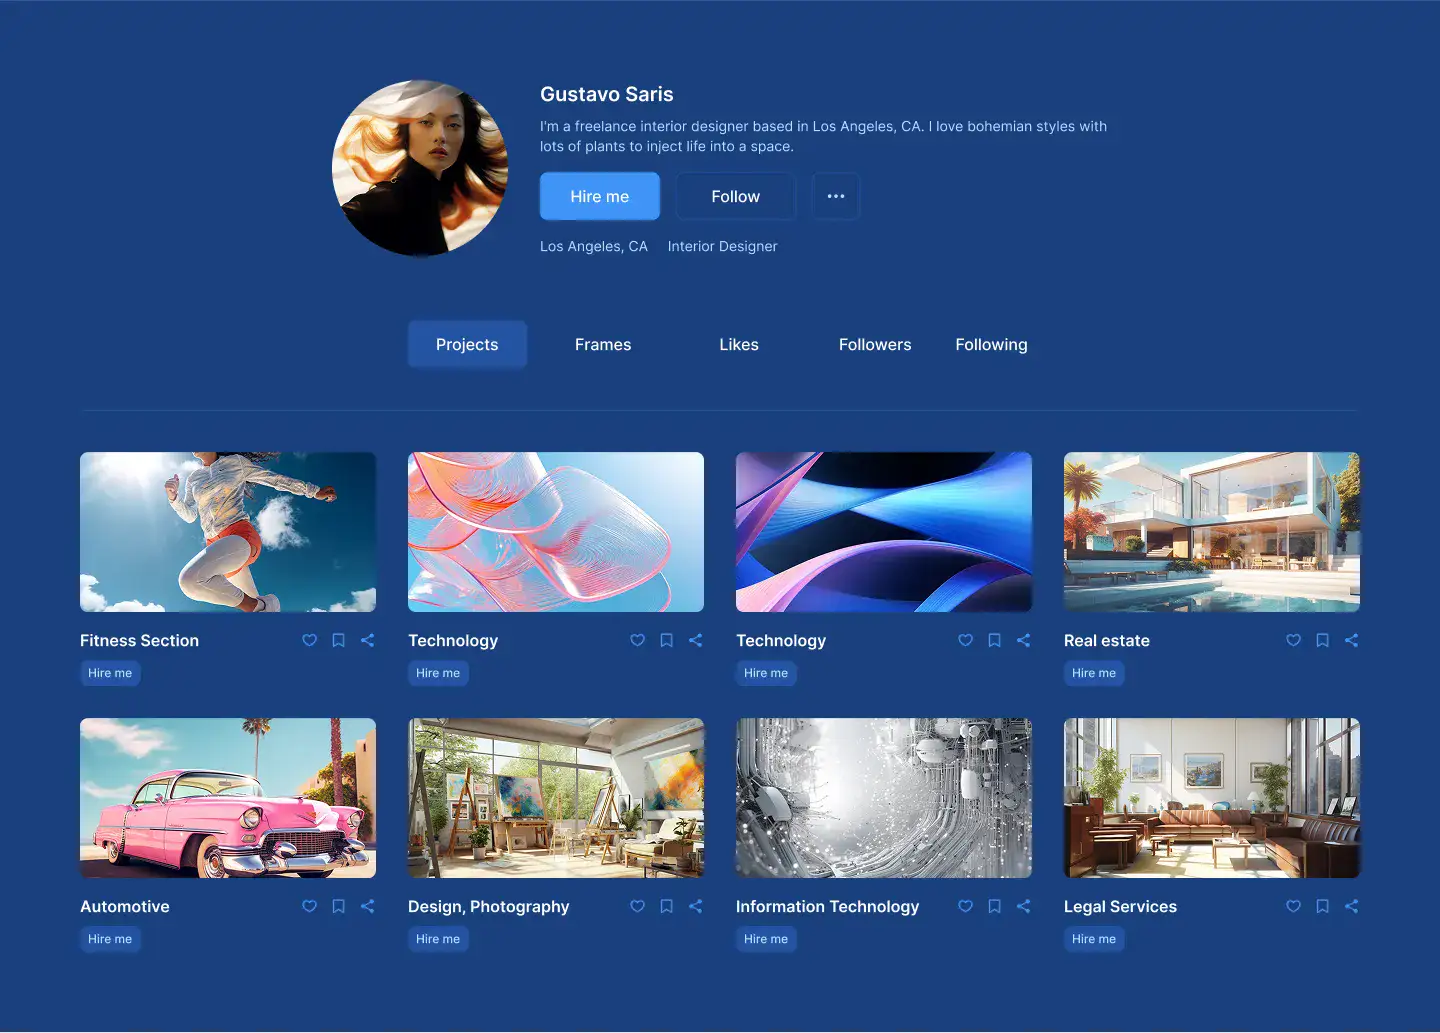 Gustavo Saris
I'm a freelance interior designer based in Los Angeles, CA. I love bohemian styles with
lots of plants to inject life into a space.
Hire me
Follow
Los Angeles, CA
Interior Designer
Projects
Frames
Likes
Followers
Following
Fitness Section
Hire me
Technology
Hire me
Technology
Hire me
Real estate
Hire me
Automotive
Hire me
Design, Photography
Hire me
Information Technology
Hire me
Legal Services
Hire me